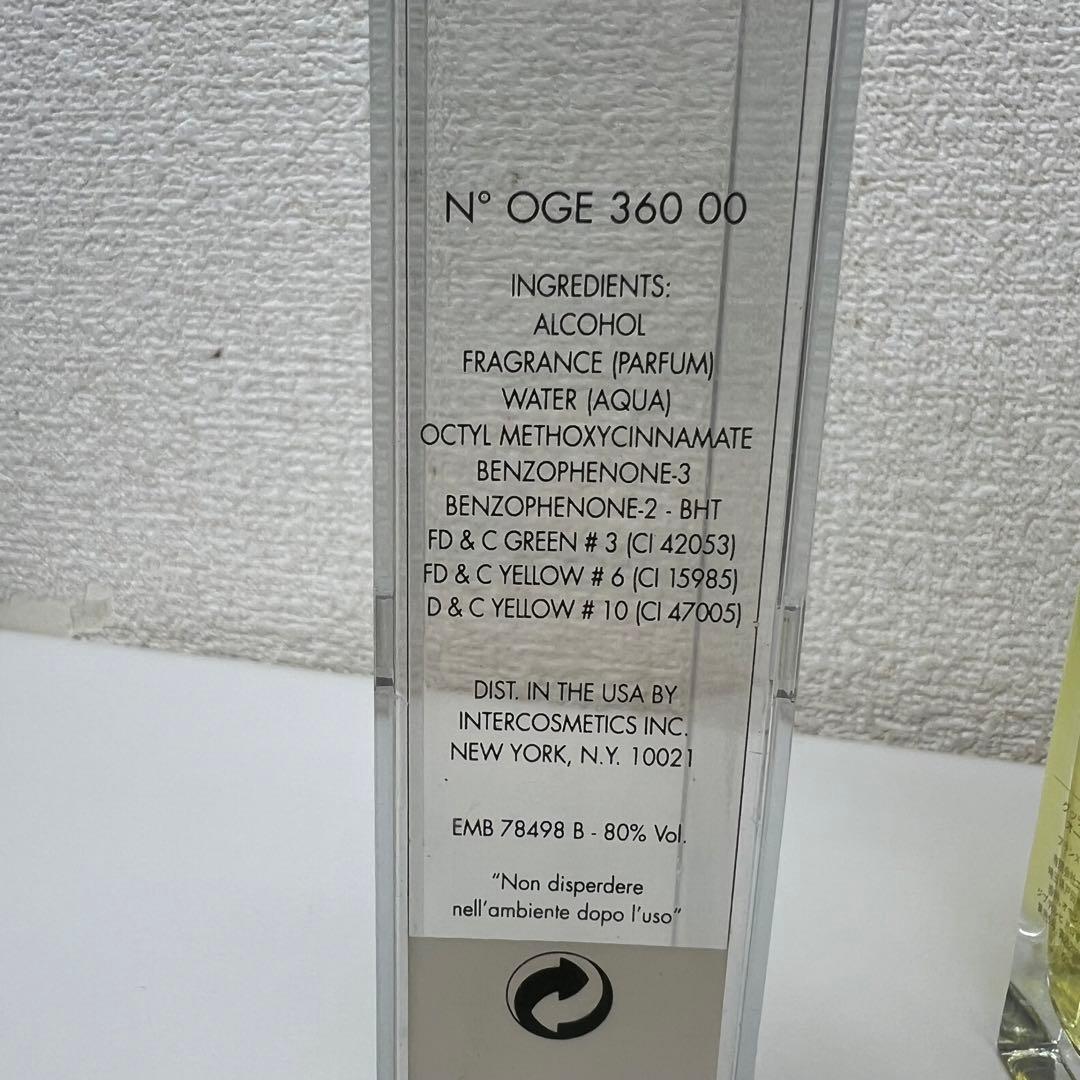 N° OGE 360 00
INGREDIENTS:
ALCOHOL
FRAGRANCE (PARFUM)
WATER (AQUA)
OCTYL METHOXYCINNAMATE
BENZOPHENONE-3
BENZOPHENONE-2 - BHT
FD & C GREEN # 3 (CI 42053)
FD & C YELLOW # 6 (CI 15985)
D & C YELLOW # 10 (CI 47005)
DIST. IN THE USA BY
INTERCOSMETICS INC.
NEW YORK, N.Y. 10021
EMB 78498 B - 80% Vol.
"Non disperdere
nell'ambiente dopo l'uso"